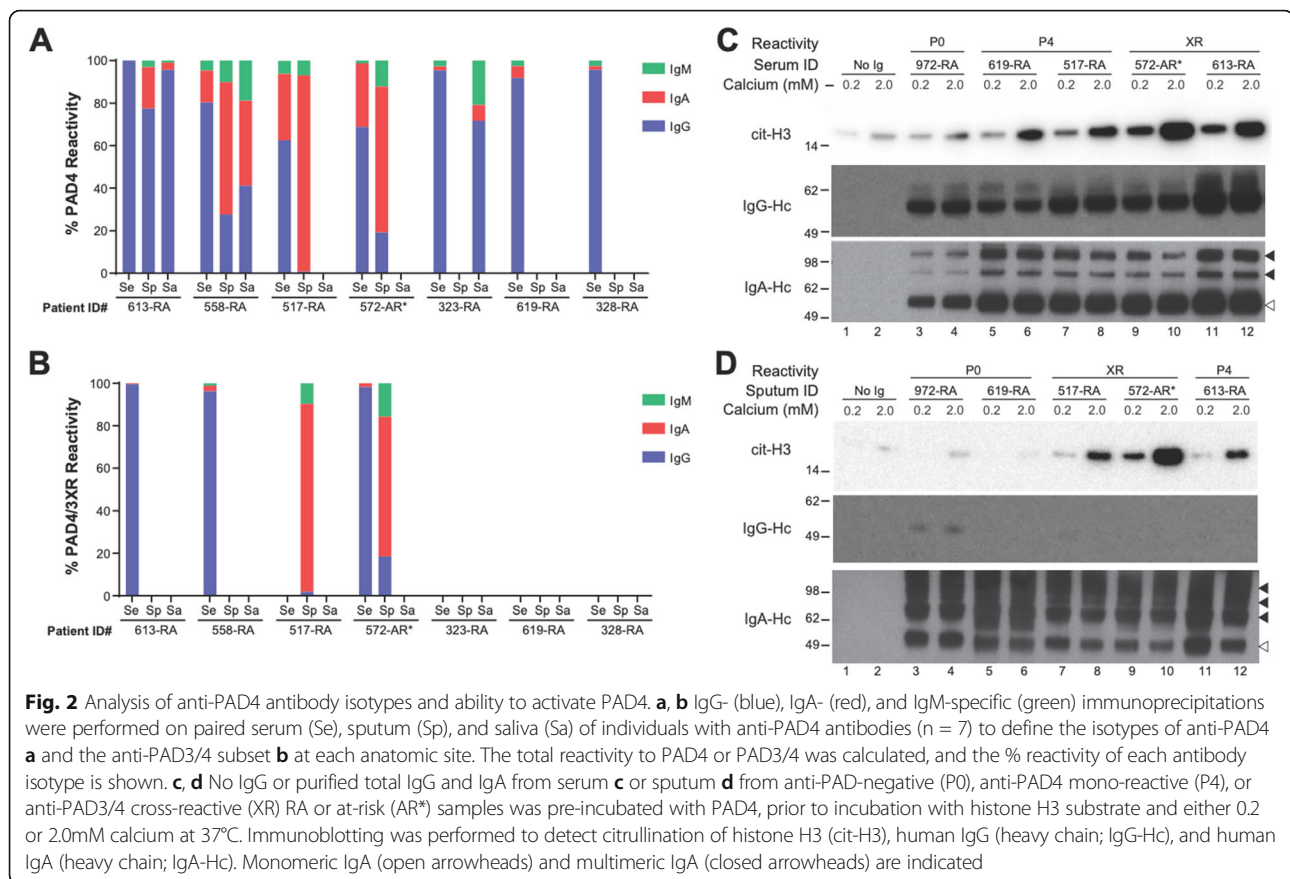 A
100
80
60
40
20
0
% PAD4 Reactivity
IgM
IgA
IgG
Se Sp Sa Se Sp Sa Se Sp Sa Se Sp Sa Se Sp Sa Se Sp Sa Se Sp Sa
Patient ID# 613-RA 558-RA 517-RA 572-AR* 323-RA 619-RA 328-RA
B
100
80
60
40
20
0
% PAD4/3XR Reactivity
IgM
IgA
IgG
Se Sp Sa Se Sp Sa Se Sp Sa Se Sp Sa Se Sp Sa Se Sp Sa Se Sp Sa
Patient ID# 613-RA 558-RA 517-RA 572-AR* 323-RA 619-RA 328-RA
C
Reactivity P0 P4 XR
Serum ID No Ig 972-RA 619-RA 517-RA 572-AR* 613-RA
Calcium (mM) 0.2 2.0 0.2 2.0 0.2 2.0 0.2 2.0 0.2 2.0 0.2 2.0
cit-H3
14
62
IgG-Hc
49
98
IgA-Hc
62
49
1 2 3 4 5 6 7 8 9 10 11 12
D
Reactivity P0 XR P4
Sputum ID No Ig 972-RA 619-RA 517-RA 572-AR* 613-RA
Calcium (mM) 0.2 2.0 0.2 2.0 0.2 2.0 0.2 2.0 0.2 2.0 0.2 2.0
cit-H3
14
62
IgG-Hc
49
98
IgA-Hc
62
49
1 2 3 4 5 6 7 8 9 10 11 12
Fig. 2 Analysis of anti-PAD4 antibody isotypes and ability to activate PAD4. a, b IgG- (blue), IgA- (red), and IgM-specific (green) immunoprecipitations
were performed on paired serum (Se), sputum (Sp), and saliva (Sa) of individuals with anti-PAD4 antibodies (n = 7) to define the isotypes of anti-PAD4
a and the anti-PAD3/4 subset b at each anatomic site. The total reactivity to PAD4 or PAD3/4 was calculated, and the % reactivity of each antibody
isotype is shown. c, d No IgG or purified total IgG and IgA from serum c or sputum d from anti-PAD-negative (P0), anti-PAD4 mono-reactive (P4), or
anti-PAD3/4 cross-reactive (XR) RA or at-risk (AR*) samples was pre-incubated with PAD4, prior to incubation with histone H3 substrate and either 0.2
or 2.0mM calcium at 37°C. Immunoblotting was performed to detect citrullination of histone H3 (cit-H3), human IgG (heavy chain; IgG-Hc), and human
IgA (heavy chain; IgA-Hc). Monomeric IgA (open arrowheads) and multimeric IgA (closed arrowheads) are indicated